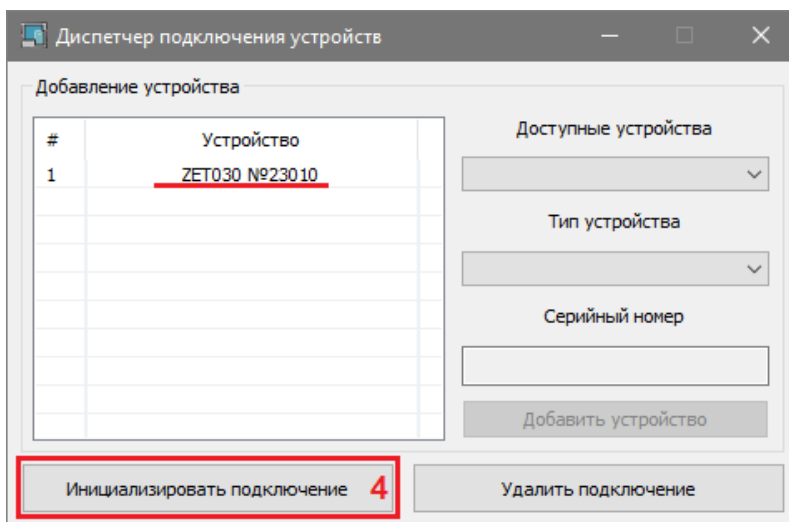 Диспетчер подключения устройств
Добавление устройства
# Устройство
1 ZET030 №23010
Доступные устройства
Тип устройства
Серийный номер
Добавить устройство
Инициализировать подключение 4
Удалить подключение